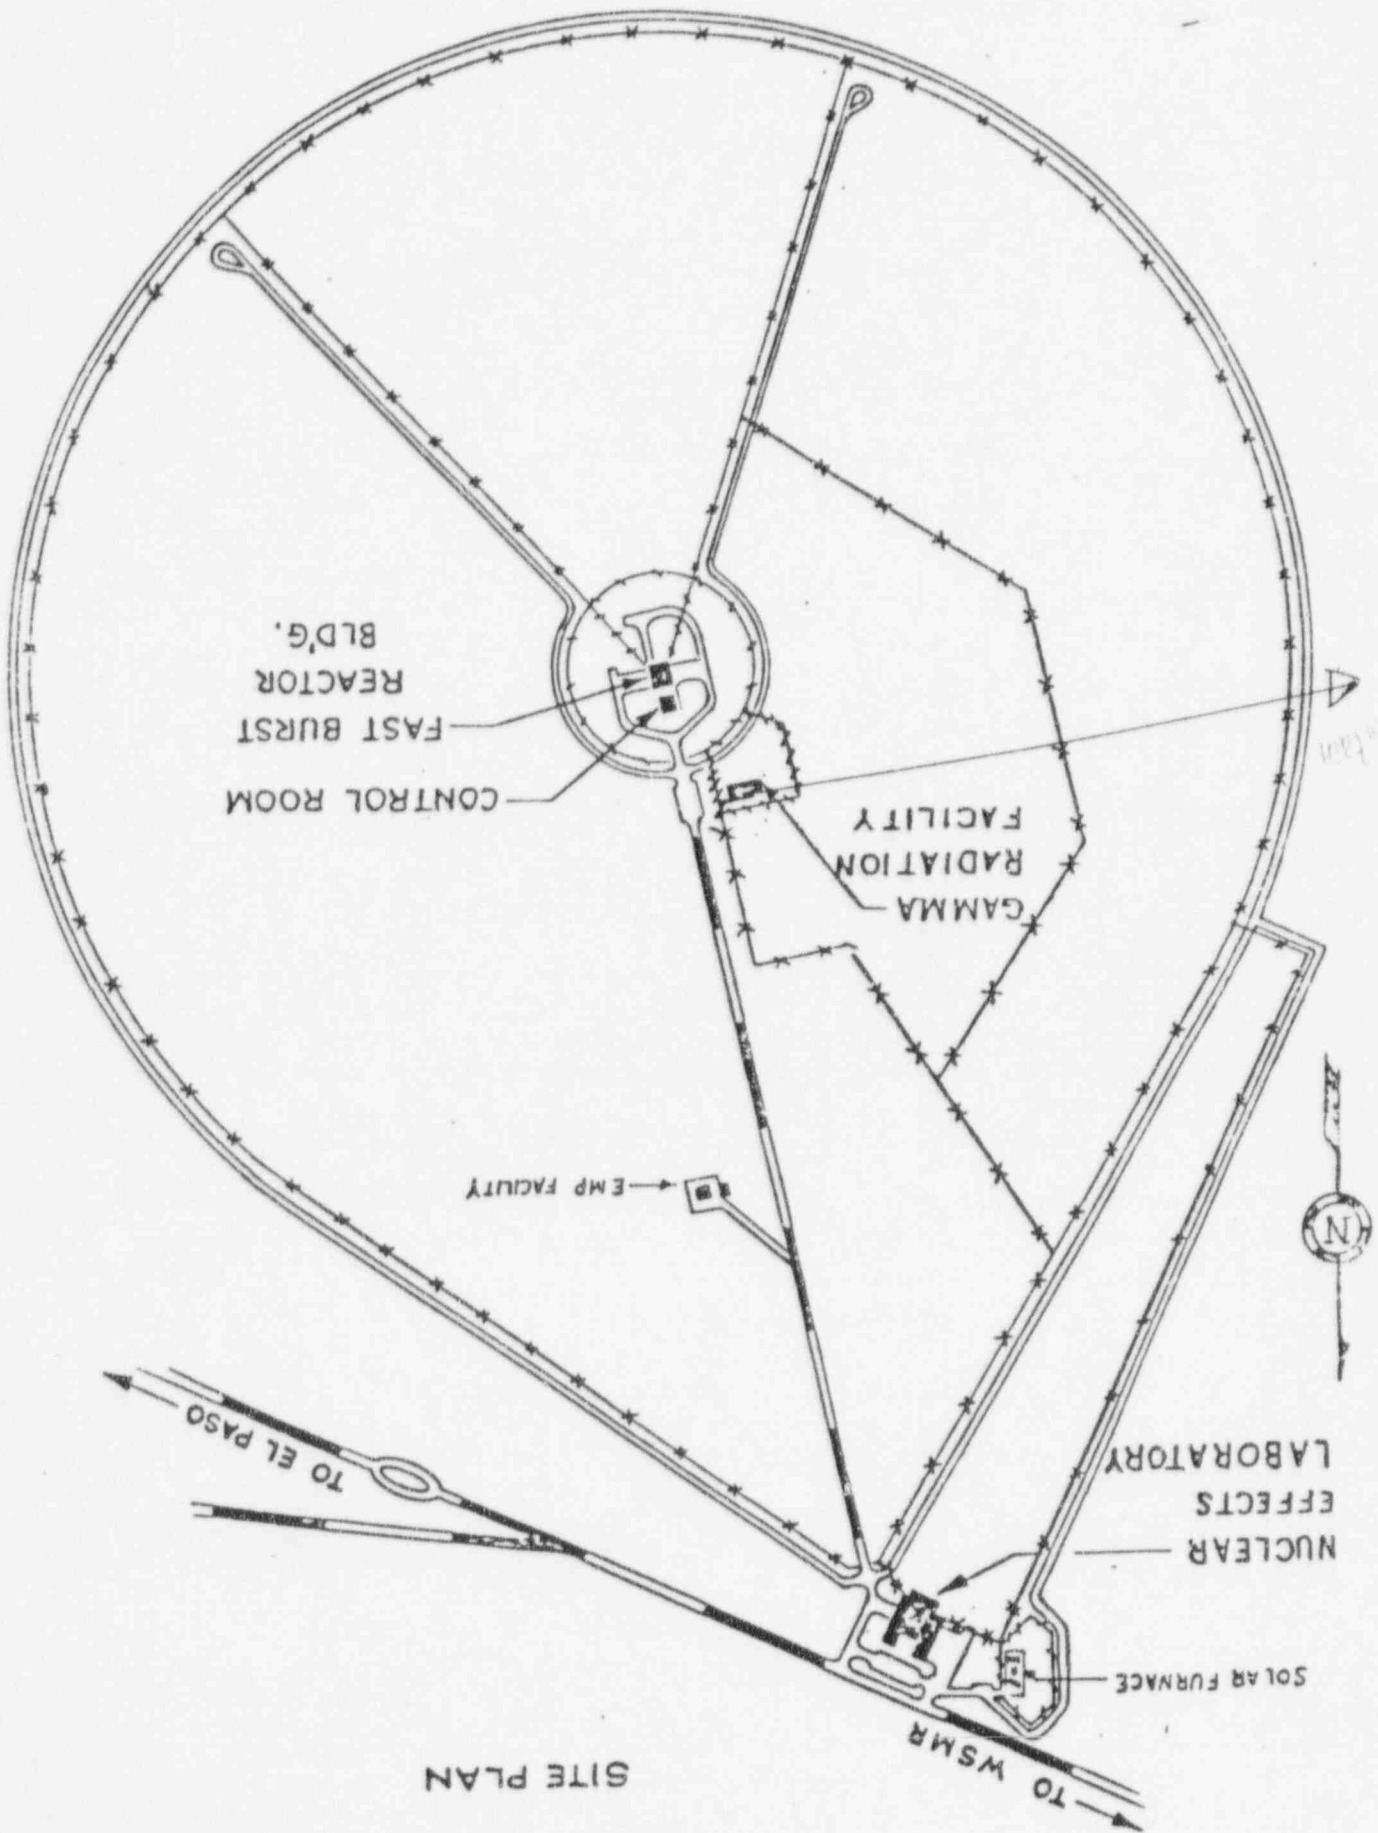 SITE PLAN
TO WSMR
SOLAR FURNACE
NUCLEAR
EFFECTS
LABORATORY
TO EL PASO
N
EMP FACILITY
GAMMA
RADIATION
FACILITY
CONTROL ROOM
FAST BURST
REACTOR
BLD'G.